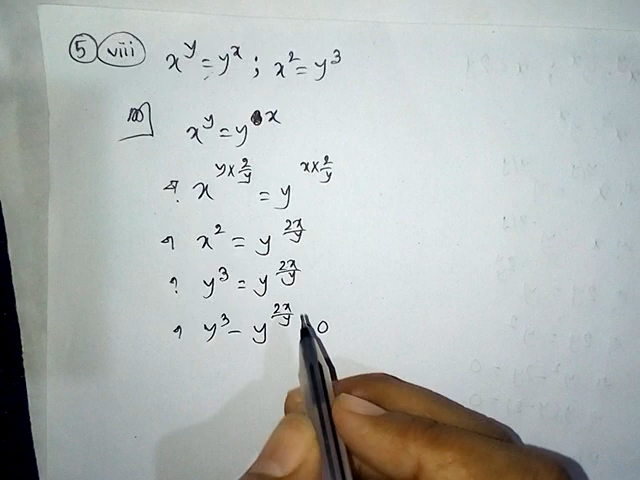 5 viii x^y = y^x ; x^2 = y^3
x^y = y^x
x^{y×2/y} = y^{x×2/y}
x^2 = y^{2x/y}
y^3 = y^{2x/y}
y^3 - y^{2x/y} 0